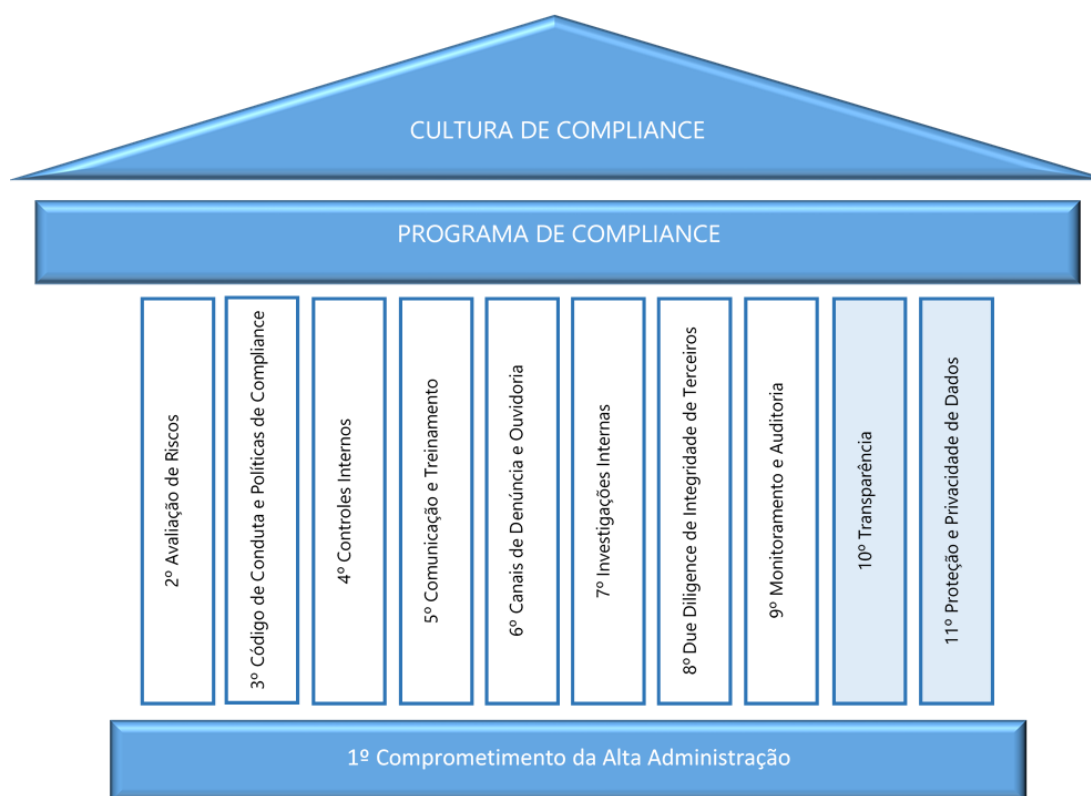 CULTURA DE COMPLIANCE
PROGRAMA DE COMPLIANCE
2º Avaliação de Riscos
3º Código de Conduta e Políticas de Compliance
4º Controles Internos
5º Comunicação e Treinamento
6º Canais de Denúncia e Ouvidoria
7º Investigações Internas
8º Due Diligence de Integridade de Terceiros
9º Monitoramento e Auditoria
10º Transparência
11º Proteção e Privacidade de Dados
1º Comprometimento da Alta Administração